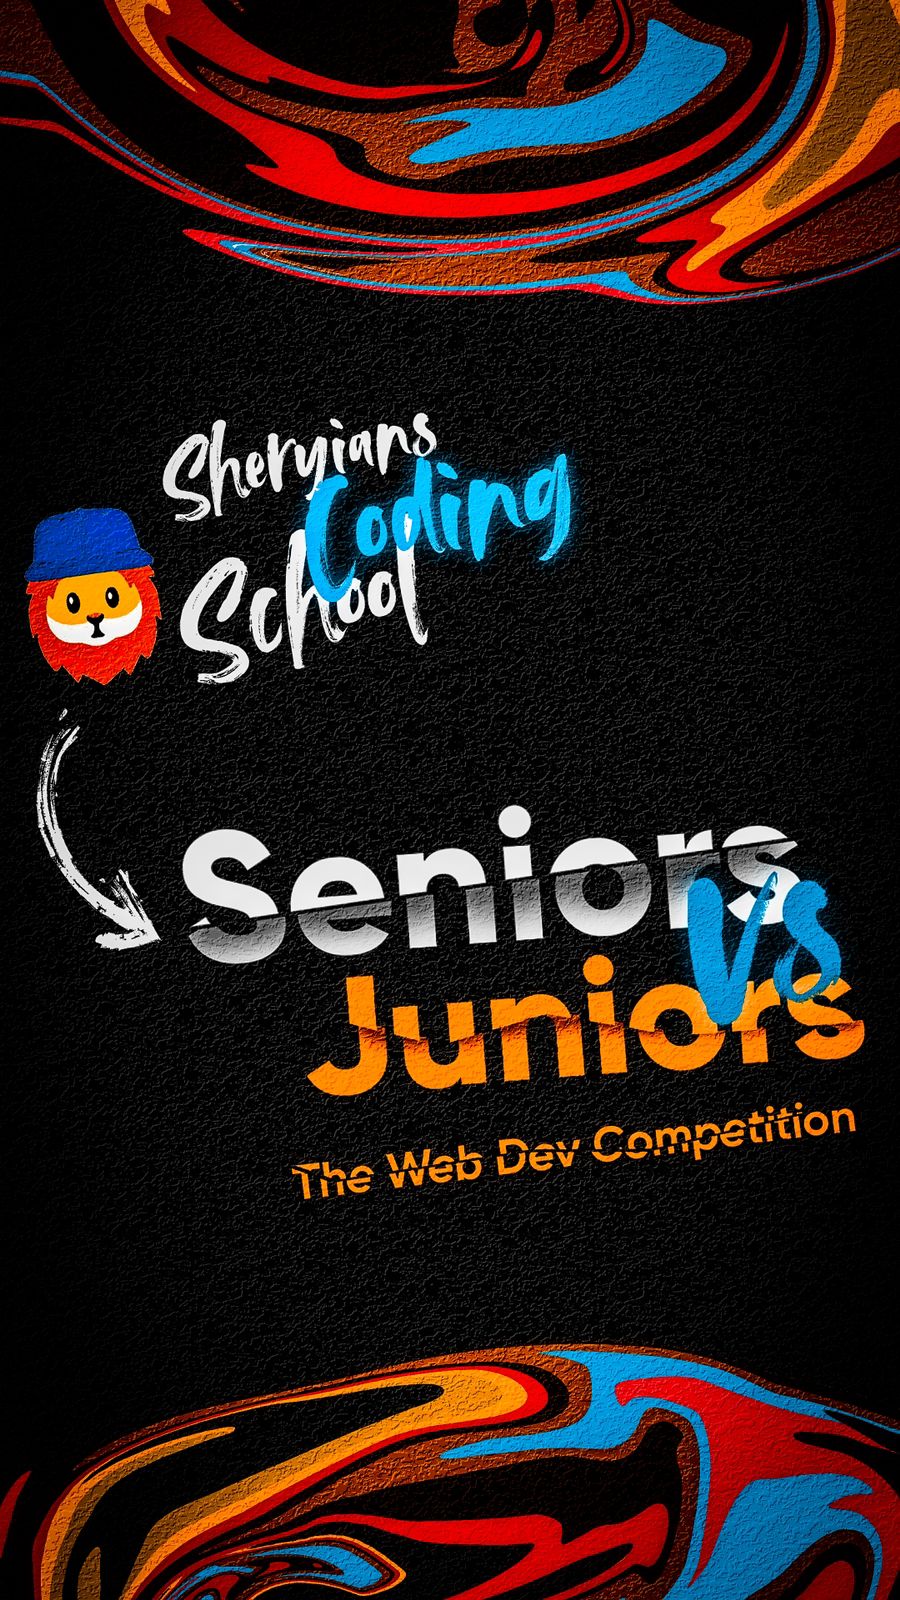 Sheryians
Coding
School
Seniors
Vs
Juniors
The Web Dev Competition